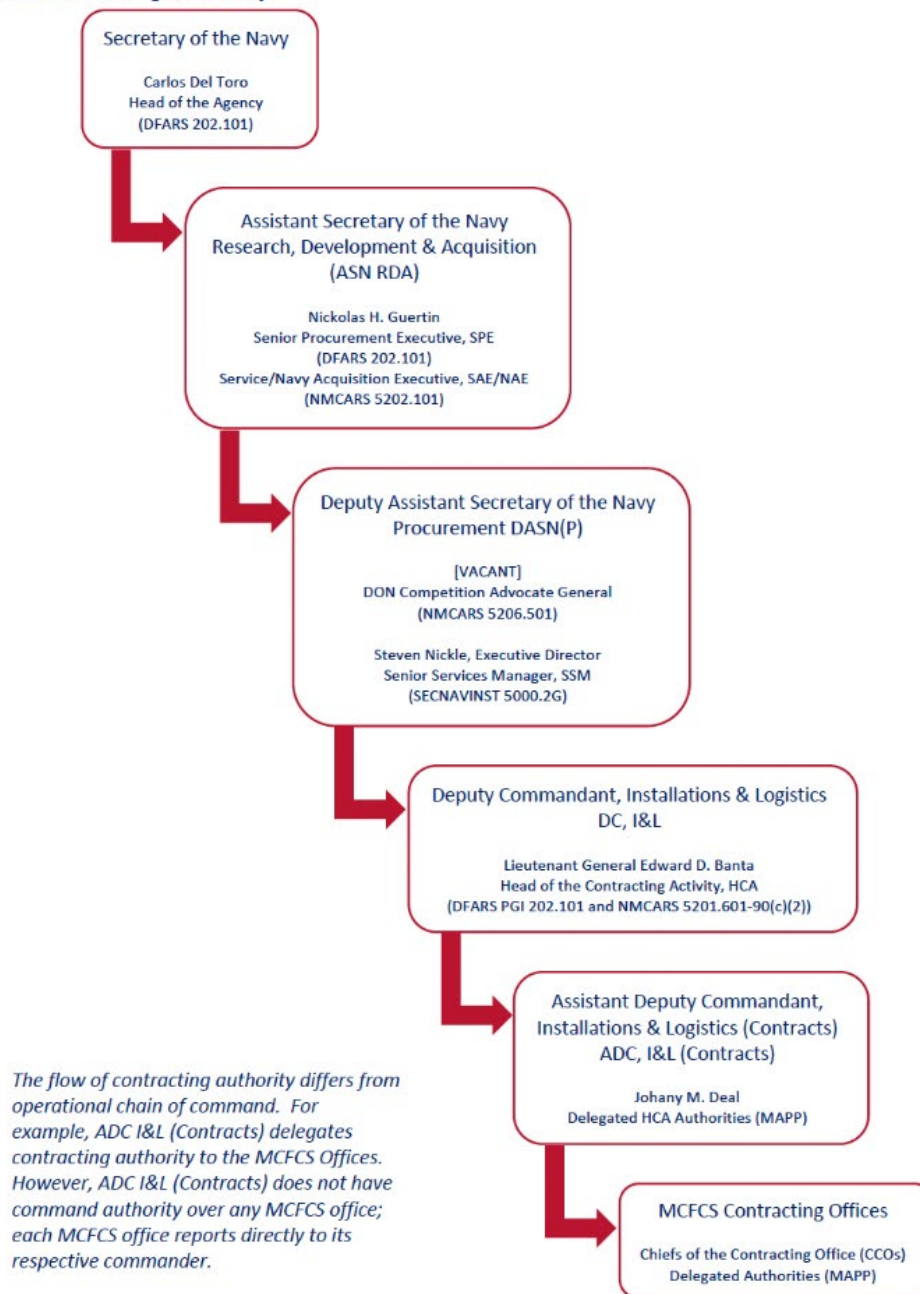 Secretary of the Navy
Carlos Del Toro
Head of the Agency
(DFARS 202.101)
Assistant Secretary of the Navy
Research, Development & Acquisition
(ASN RDA)
Nickolas H. Guertin
Senior Procurement Executive, SPE
(DFARS 202.101)
Service/Navy Acquisition Executive, SAE/NAE
(NMCARS 5202.101)
Deputy Assistant Secretary of the Navy
Procurement DASN(P)
[VACANT]
DON Competition Advocate General
(NMCARS 5206.501)
Steven Nickle, Executive Director
Senior Services Manager, SSM
(SECNAVINST 5000.2G)
Deputy Commandant, Installations & Logistics
DC, I&L
Lieutenant General Edward D. Banta
Head of the Contracting Activity, HCA
(DFARS PGI 202.101 and NMCARS 5201.601-90(c)(2))
Assistant Deputy Commandant,
Installations & Logistics (Contracts)
ADC, I&L (Contracts)
Johany M. Deal
Delegated HCA Authorities (MAPP)
The flow of contracting authority differs from
operational chain of command.  For
example, ADC I&L (Contracts) delegates
contracting authority to the MCFCS Offices.
However, ADC I&L (Contracts) does not have
command authority over any MCFCS office;
each MCFCS office reports directly to its
respective commander.
MCFCS Contracting Offices
Chiefs of the Contracting Office (CCOs)
Delegated Authorities (MAPP)